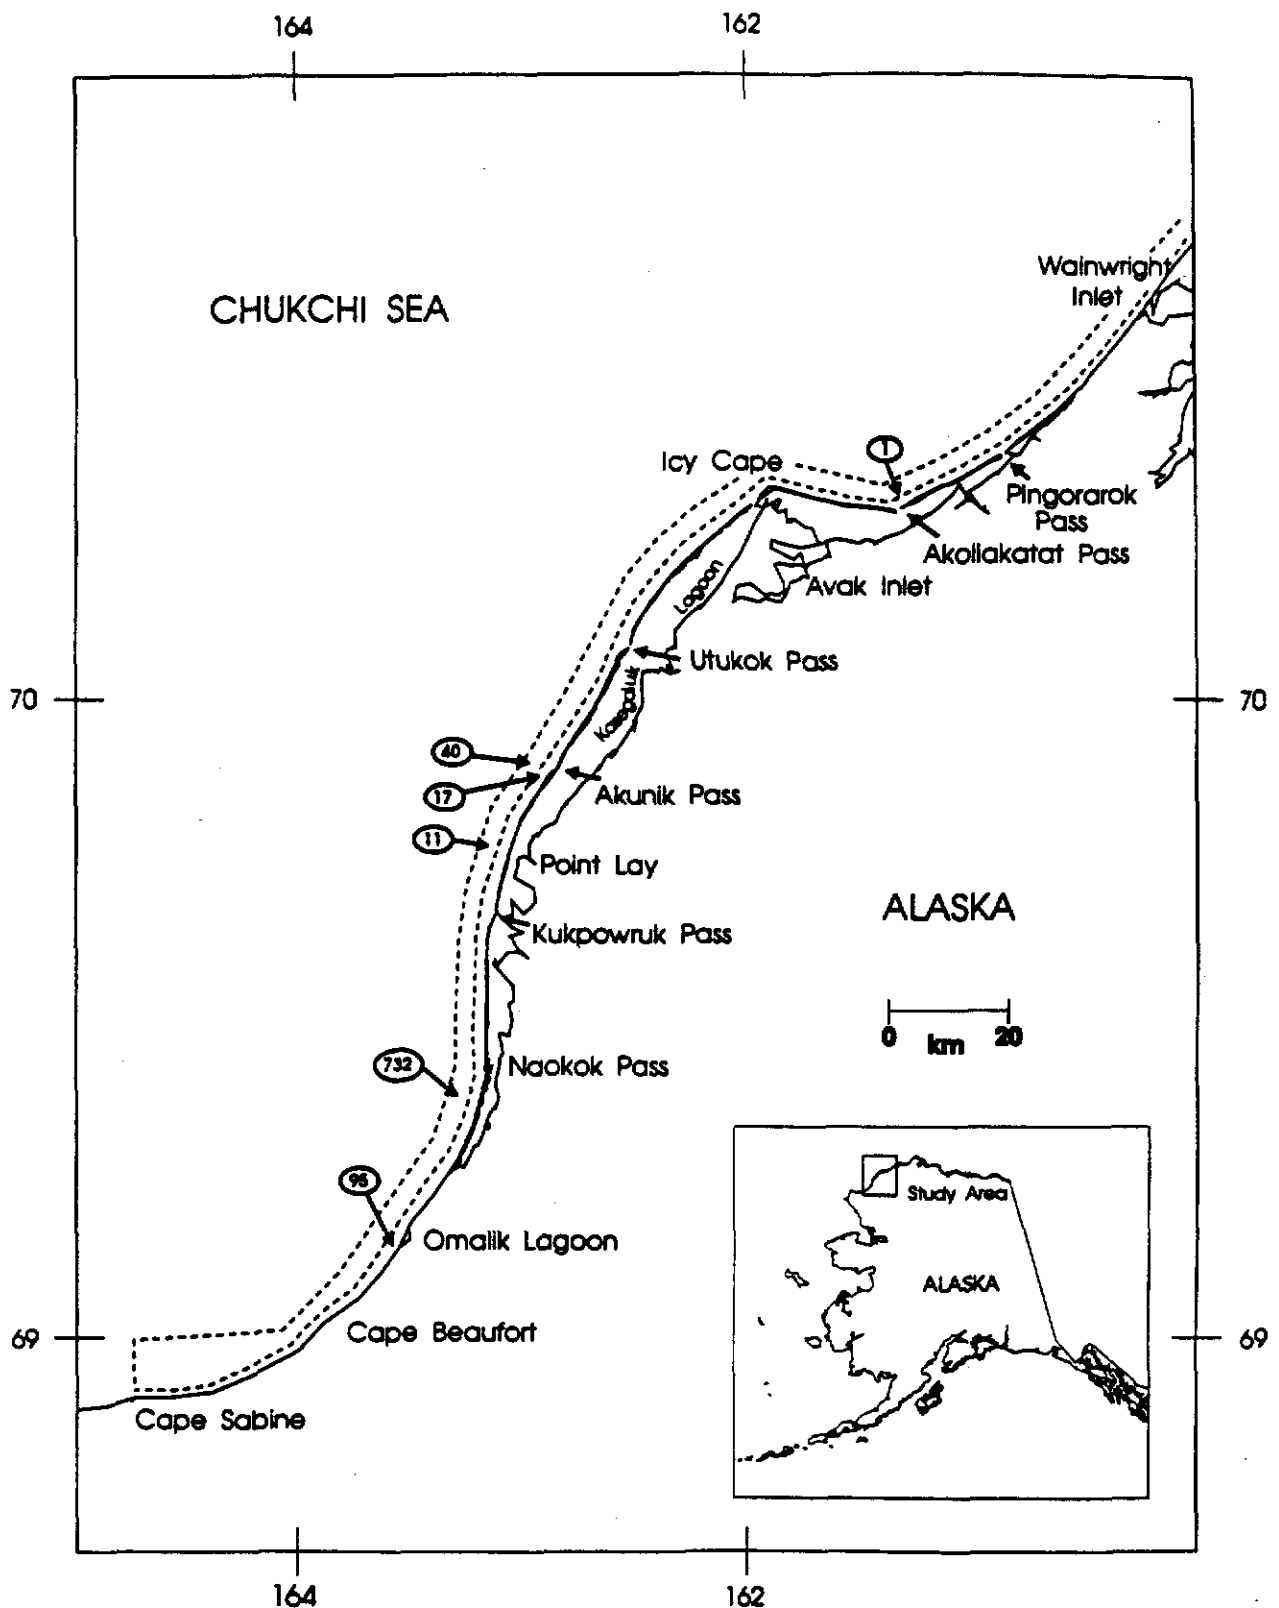 164
162
Wainwright
Inlet
CHUKCHI SEA
1
Icy Cape
Pingorarok
Pass
Akoliakatat Pass
Avak Inlet
Lagoon
Utukok Pass
Kasegaluk
70
70
40
17
Akunik Pass
11
Point Lay
ALASKA
Kukpowruk Pass
0 km 20
732
Naokok Pass
95
Study Area
Omalik Lagoon
ALASKA
Cape Beaufort
69
69
Cape Sabine
164
162